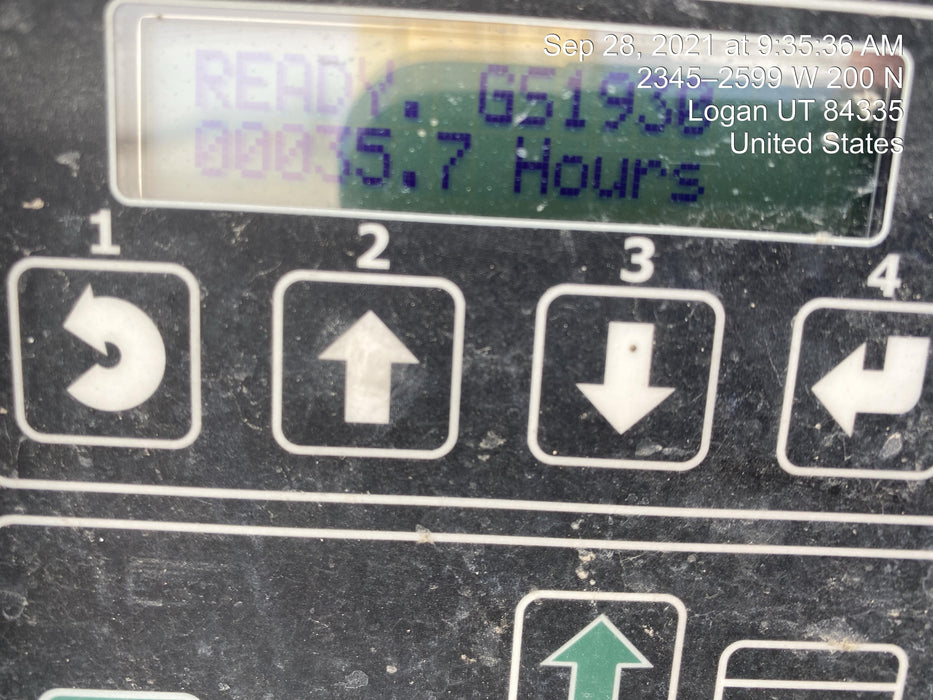 Sep 28, 2021 at 9:35:36 AM
2345–2599 W 200 N
Logan UT 84335
United States
READY. GS1930
00035.7 Hours
1
2
3
4